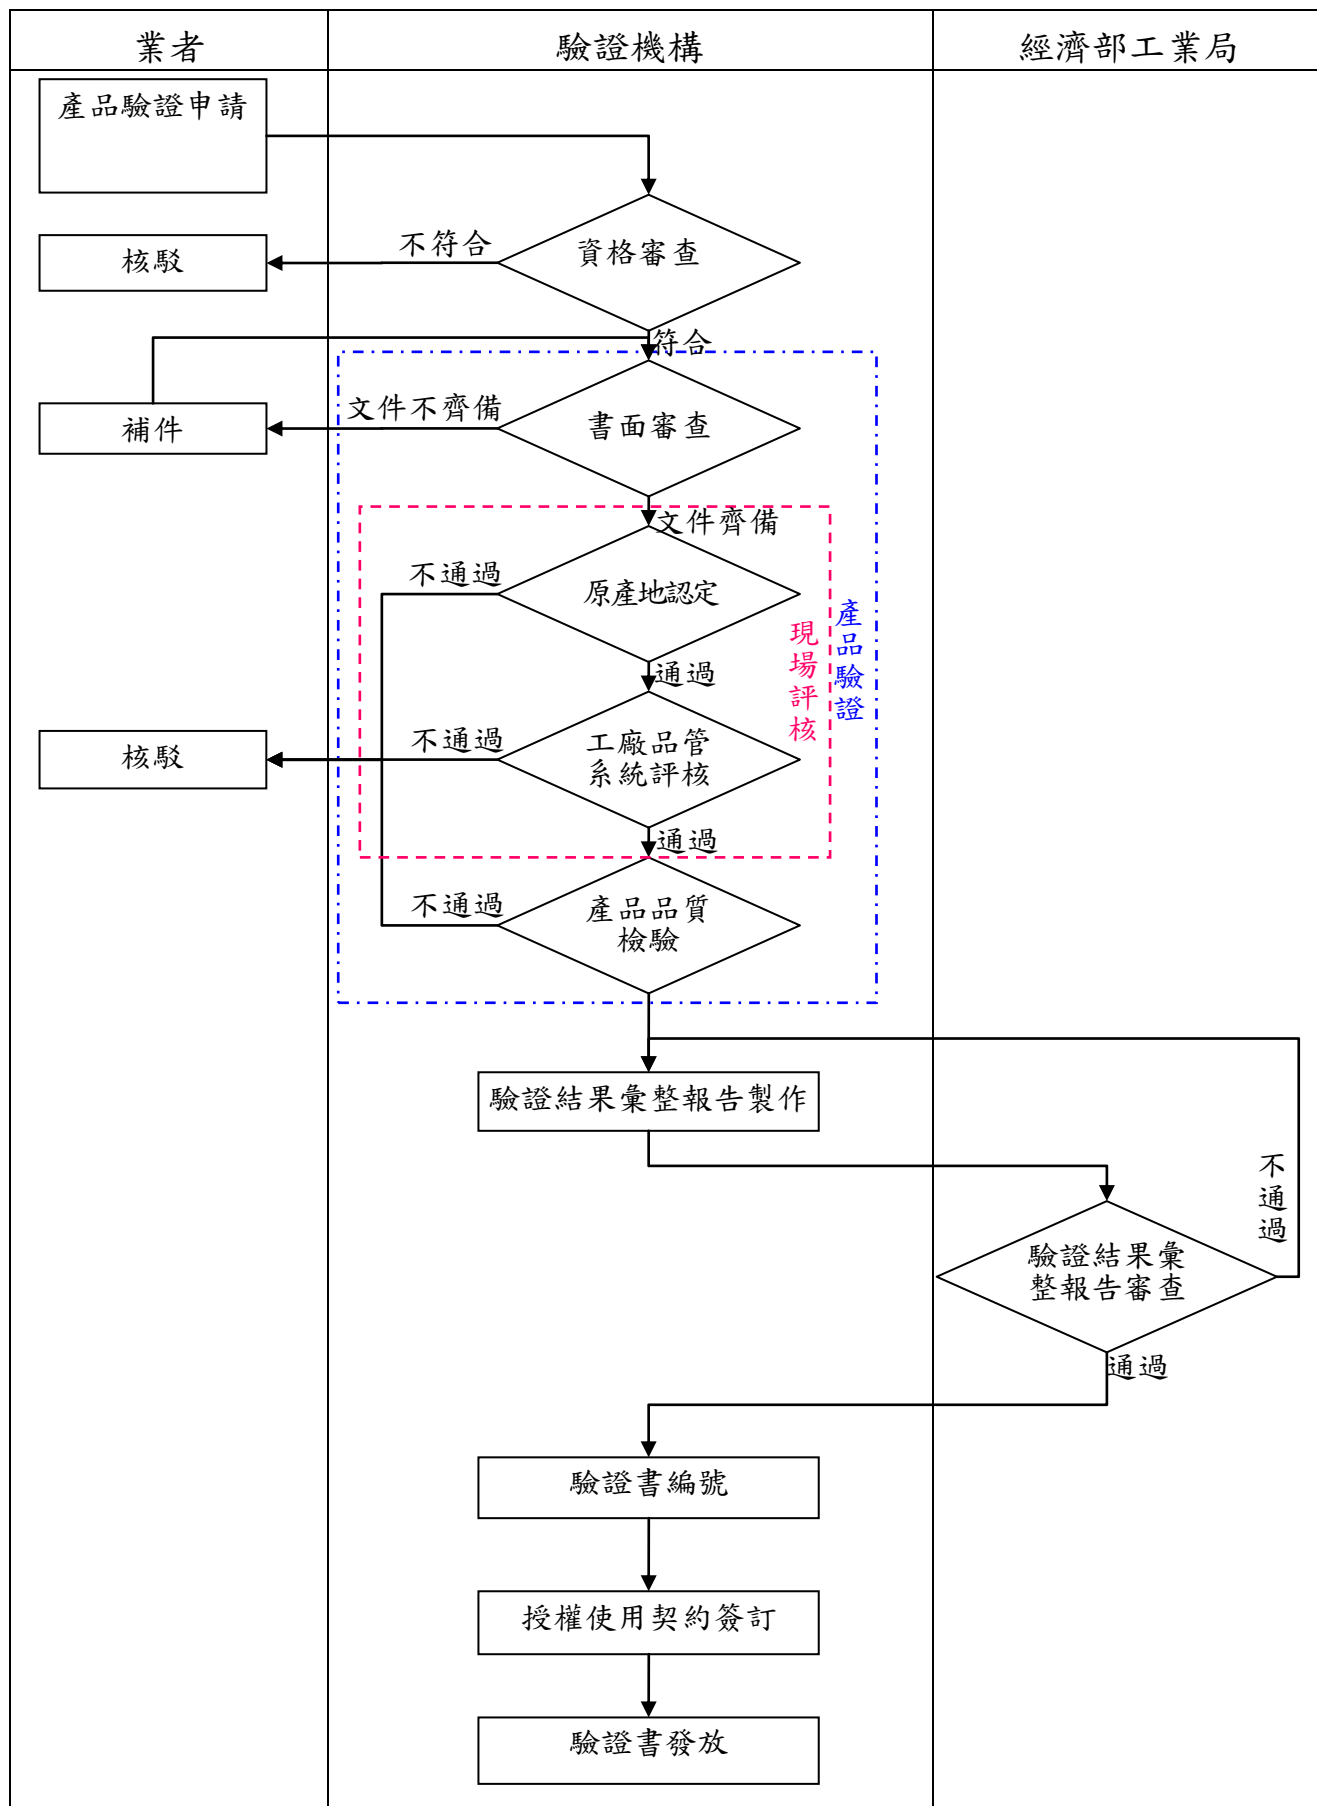 業者
驗證機構
經濟部工業局
產品驗證申請
資格審查
不符合
核駁
符合
書面審查
文件不齊備
補件
文件齊備
原產地認定
不通過
通過
產品驗證
現場評核
工廠品管
系統評核
不通過
核駁
通過
產品品質
檢驗
不通過
驗證結果彙整報告製作
不通過
驗證結果彙
整報告審查
通過
驗證書編號
授權使用契約簽訂
驗證書發放